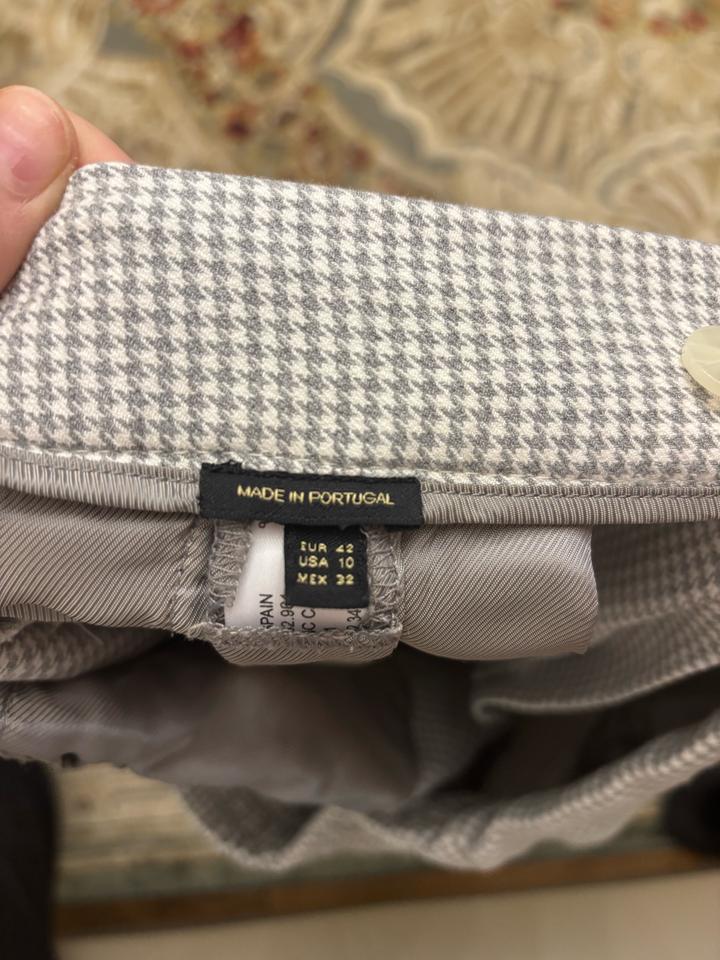 MADE IN PORTUGAL
EUR 42
USA 10
MEX 32